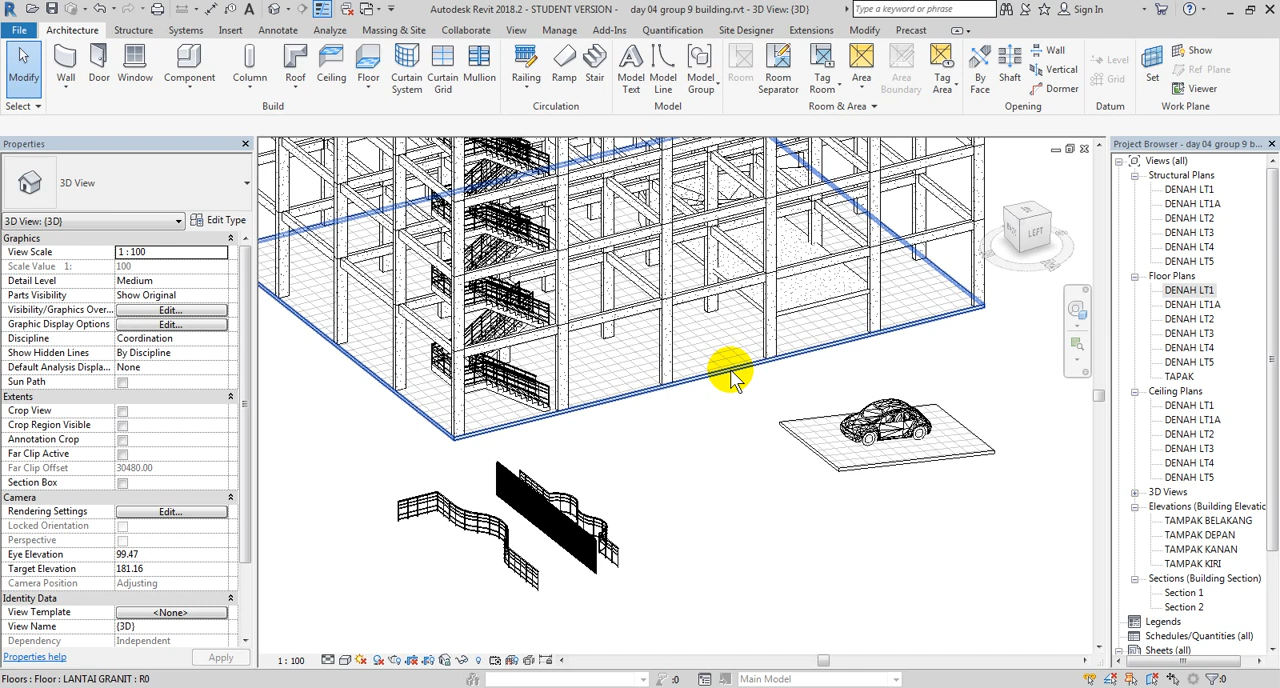 Autodesk Revit 2018.2 - STUDENT VERSION - day 04 group 9 building.rvt - 3D View: {3D}
Type a keyword or phrase
Sign In
File Architecture Structure Systems Insert Annotate Analyze Massing & Site Collaborate View Manage Add-Ins Quantification Site Designer Extensions Modify Precast
Modify Wall Door Window Component Column Roof Ceiling Floor Curtain System Curtain Grid Mullion Railing Ramp Stair Model Text Model Line Model Group Room Room Separator Tag Room Area Area Boundary Tag Area By Face Shaft Wall Vertical Dormer Level Grid Set Show Ref Plane Viewer
Select Build Circulation Model Room & Area Opening Datum Work Plane
Properties
3D View
3D View: {3D} Edit Type
Graphics
View Scale 1 : 100
Scale Value 1: 100
Detail Level Medium
Parts Visibility Show Original
Visibility/Graphics Over... Edit...
Graphic Display Options Edit...
Discipline Coordination
Show Hidden Lines By Discipline
Default Analysis Displa... None
Sun Path
Extents
Crop View
Crop Region Visible
Annotation Crop
Far Clip Active
Far Clip Offset 30480.00
Section Box
Camera
Rendering Settings Edit...
Locked Orientation
Perspective
Eye Elevation 99.47
Target Elevation 181.16
Camera Position Adjusting
Identity Data
View Template <None>
View Name {3D}
Dependency Independent
Properties help Apply
LEFT
Project Browser - day 04 group 9 b...
Views (all)
Structural Plans
DENAH LT1
DENAH LT1A
DENAH LT2
DENAH LT3
DENAH LT4
DENAH LT5
Floor Plans
DENAH LT1
DENAH LT1A
DENAH LT2
DENAH LT3
DENAH LT4
DENAH LT5
TAPAK
Ceiling Plans
DENAH LT1
DENAH LT1A
DENAH LT2
DENAH LT3
DENAH LT4
DENAH LT5
3D Views
Elevations (Building Elevatic
TAMPAK BELAKANG
TAMPAK DEPAN
TAMPAK KANAN
TAMPAK KIRI
Sections (Building Section)
Section 1
Section 2
Legends
Schedules/Quantities (all)
Sheets (all)
1 : 100
Floors : Floor : LANTAI GRANIT : R0
:0 Main Model :0